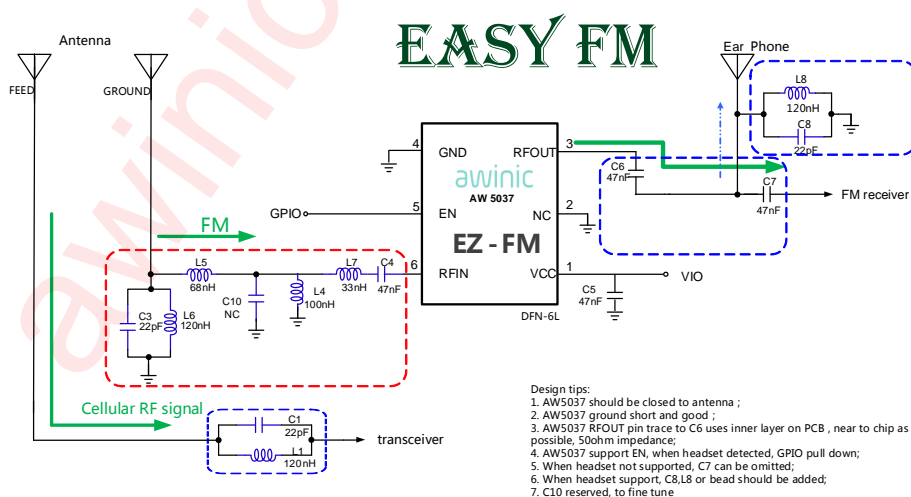 EASY FM
Antenna
Ear Phone
FEED
GROUND
L8
120nH
C8
22pF
4
GND
RFOUT
3
awinic
AW 5037
C6
47nF
C7
47nF
FM receiver
GPIO
5
EN
NC
2
EZ - FM
FM
6
RFIN
VCC
1
VIO
C5
47nF
DFN-6L
L5
68nH
L7
33nH
C4
47nF
C10
NC
L4
100nH
C3
22pF
L6
120nH
Cellular RF signal
C1
22pF
L1
120nH
transceiver
Design tips:
1. AW5037 should be closed to antenna ;
2. AW5037 ground short and good ;
3. AW5037 RFOUT pin trace to C6 uses inner layer on PCB , near to chip as
possible, 50ohm impedance;
4. AW5037 support EN, when headset detected, GPIO pull down;
5. When headset not supported, C7 can be omitted;
6. When headset support, C8,L8 or bead should be added;
7. C10 reserved, to fine tune
awinic